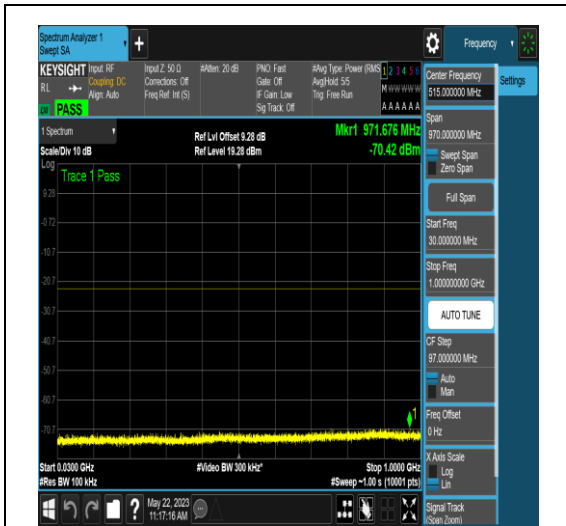 Spectrum Analyzer 1
Swept SA
+
Frequency
KEYSIGHT
RL
PASS
Input: RF
Coupling: DC
Align: Auto
Input Z: 50 Ω
Corrections: Off
Freq Ref: Int (S)
#Atten: 20 dB
PNO: Fast
Gate: Off
IF Gain: Low
Sig Track: Off
#Avg Type: Power (RMS
Avg|Hold: 5/5
Trig: Free Run
1 2 3 4 5 6
M W W W W W
A A A A A A
Center Frequency
515.000000 MHz
Settings
1 Spectrum
Scale/Div 10 dB
Ref Lvl Offset 9.28 dB
Ref Level 19.28 dBm
Mkr1 971.676 MHz
-70.42 dBm
Span
970.000000 MHz
Swept Span
Zero Span
Full Span
Start Freq
30.000000 MHz
Stop Freq
1.000000000 GHz
AUTO TUNE
CF Step
97.000000 MHz
Auto
Man
Freq Offset
0 Hz
X Axis Scale
Log
Lin
Signal Track
(Span Zoom)
Log
Trace 1 Pass
9.28
-0.72
-10.7
-20.7
-30.7
-40.7
-50.7
-60.7
-70.7
1
Start 0.0300 GHz
#Res BW 100 kHz
#Video BW 300 kHz*
Stop 1.0000 GHz
#Sweep ~1.00 s (10001 pts)
?
May 22, 2023
11:17:16 AM